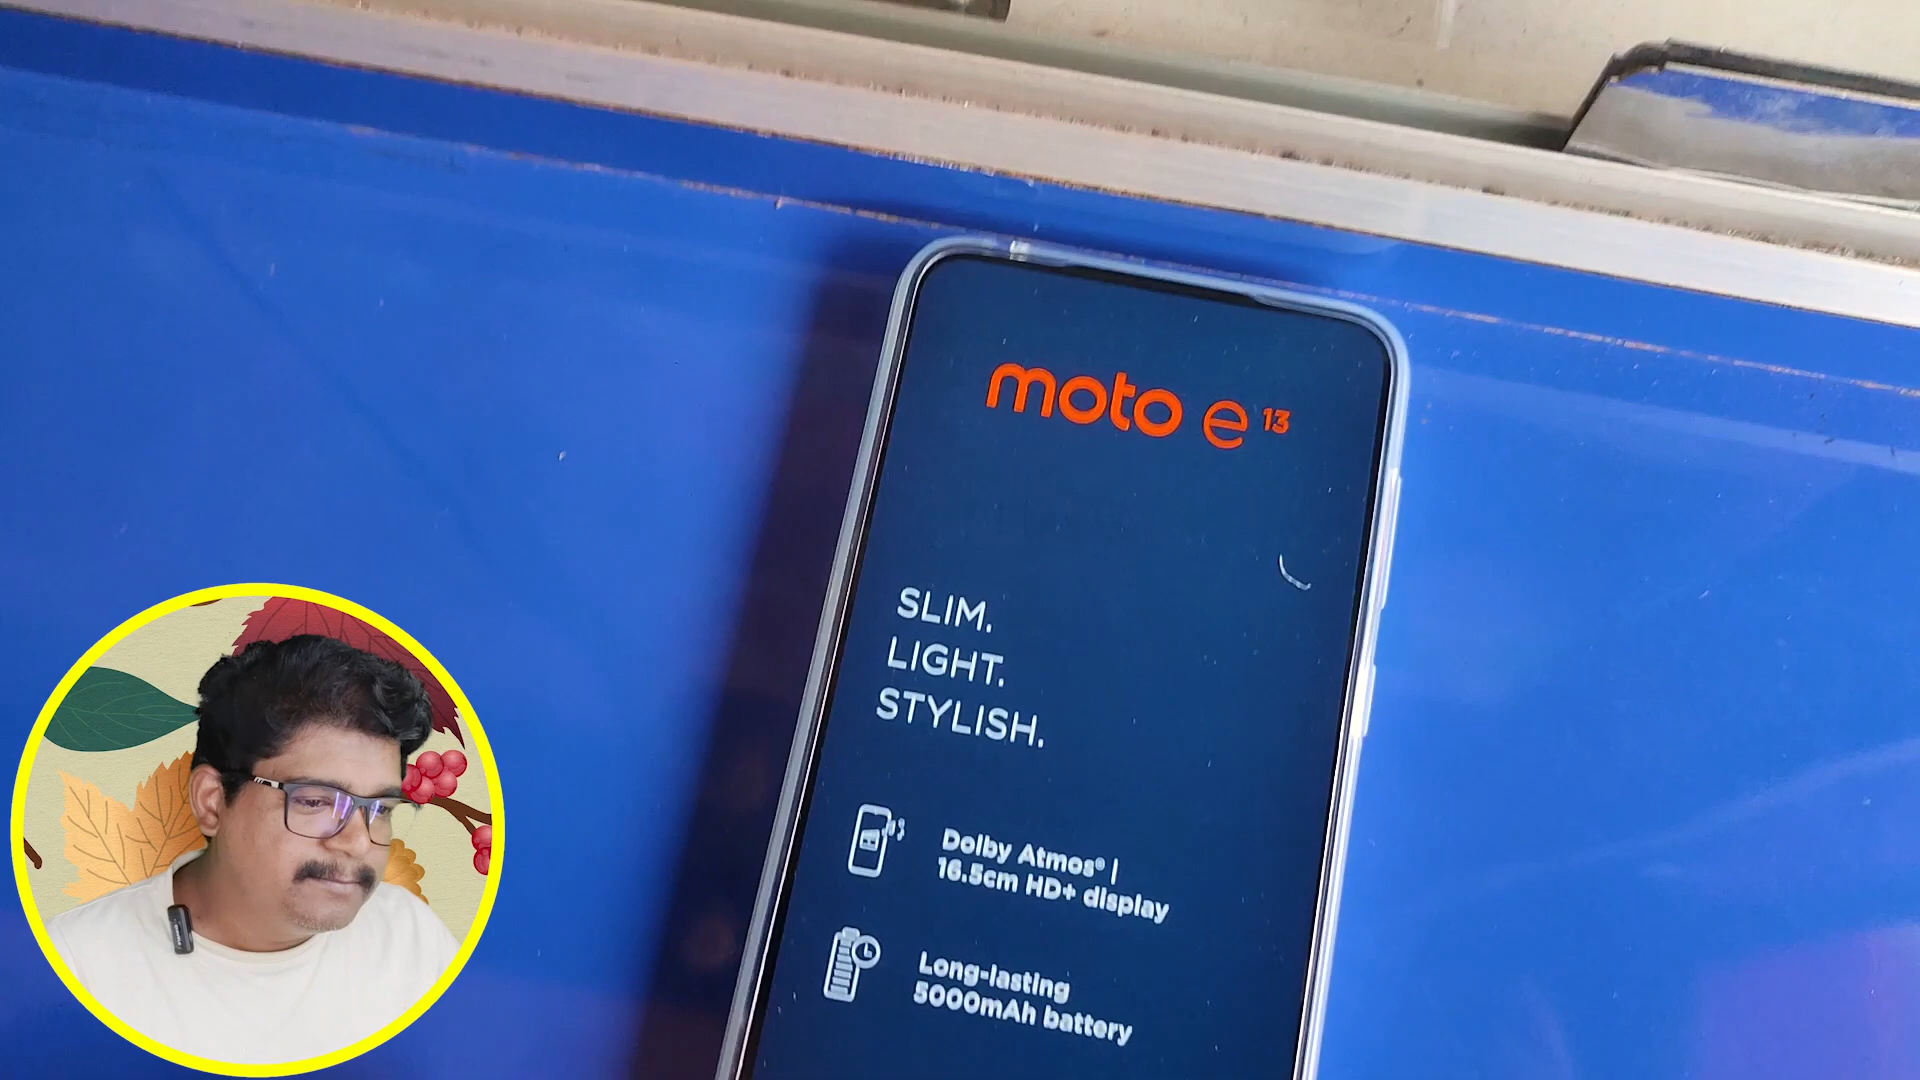 moto e 13
SLIM.
LIGHT.
STYLISH.
Dolby Atmos® |
16.5cm HD+ display
Long-lasting
5000mAh battery